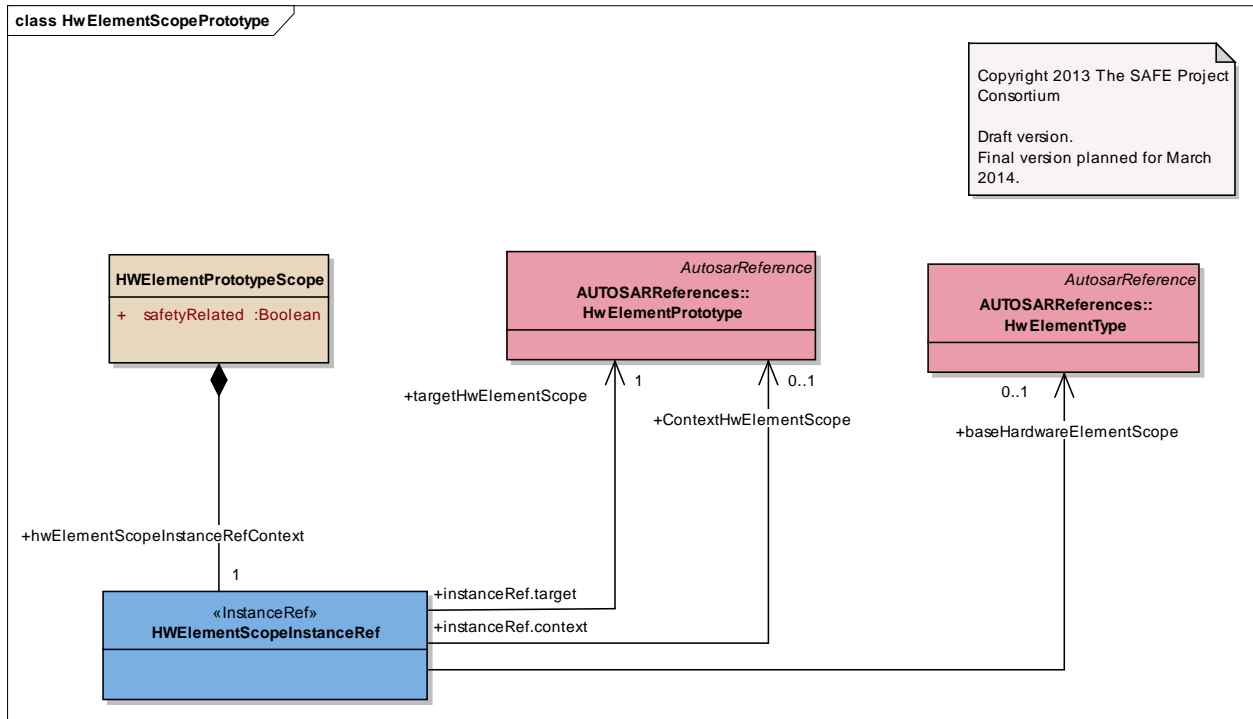 class HwElementScopePrototype
Copyright 2013 The SAFE Project
Consortium
Draft version.
Final version planned for March
2014.
HWElementPrototypeScope
+ safetyRelated :Boolean
AutosarReference
AUTOSARReferences::
HwElementPrototype
AutosarReference
AUTOSARReferences::
HwElementType
1
0..1
0..1
+targetHwElementScope
+ContextHwElementScope
+baseHardwareElementScope
+hwElementScopeInstanceRefContext
1
«InstanceRef»
HWElementScopeInstanceRef
+instanceRef.target
+instanceRef.context